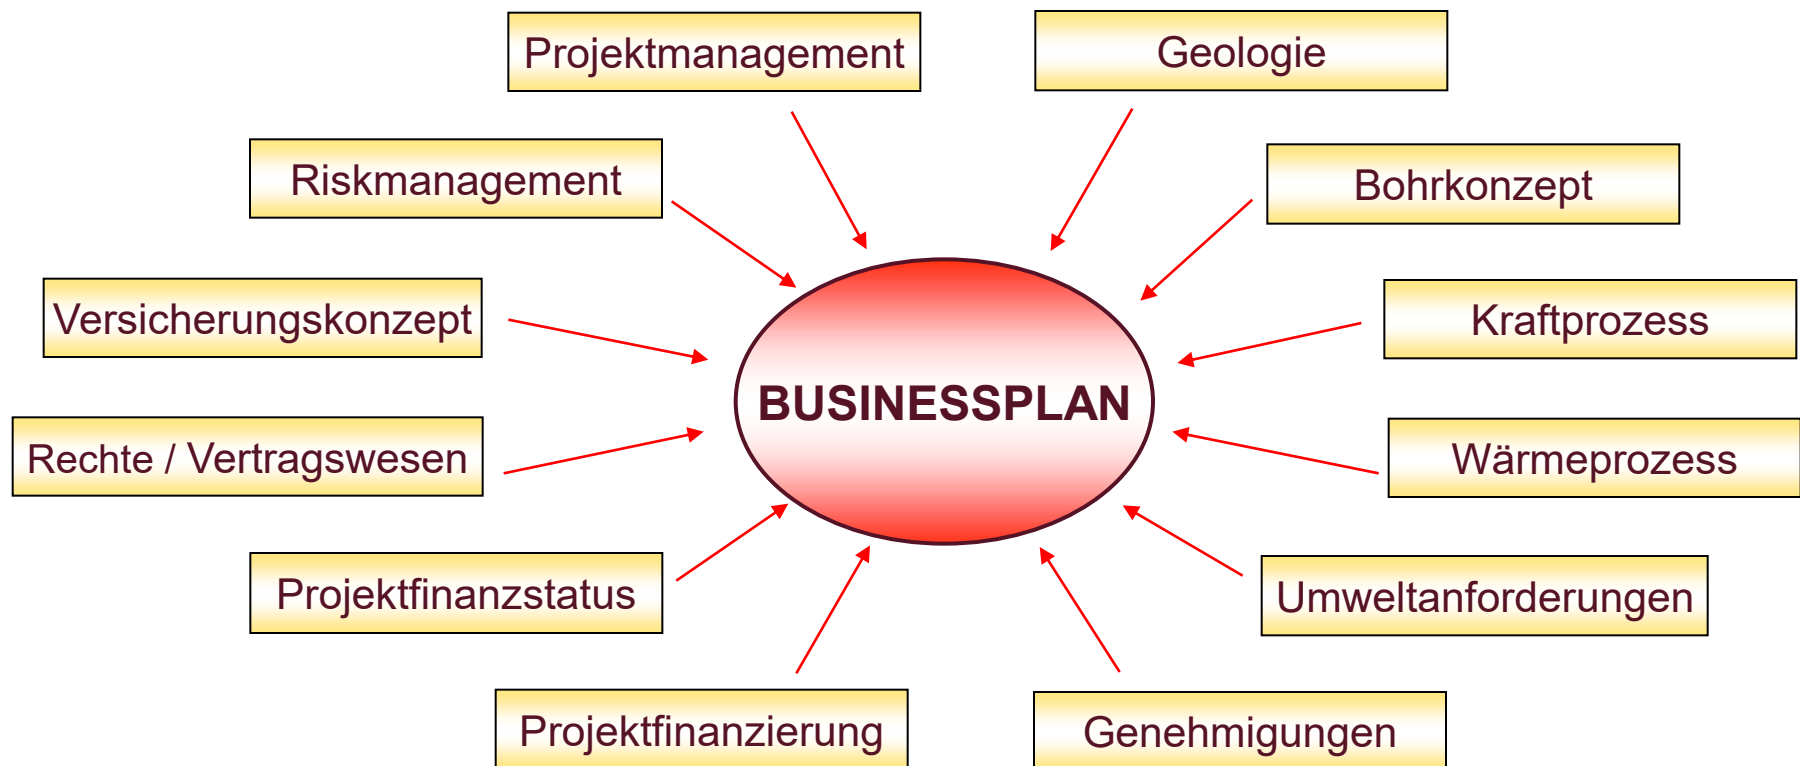 Projektmanagement
Geologie
Riskmanagement
Bohrkonzept
Versicherungskonzept
Kraftprozess
BUSINESSPLAN
Rechte / Vertragswesen
Wärmeprozess
Projektfinanzstatus
Umweltanforderungen
Projektfinanzierung
Genehmigungen